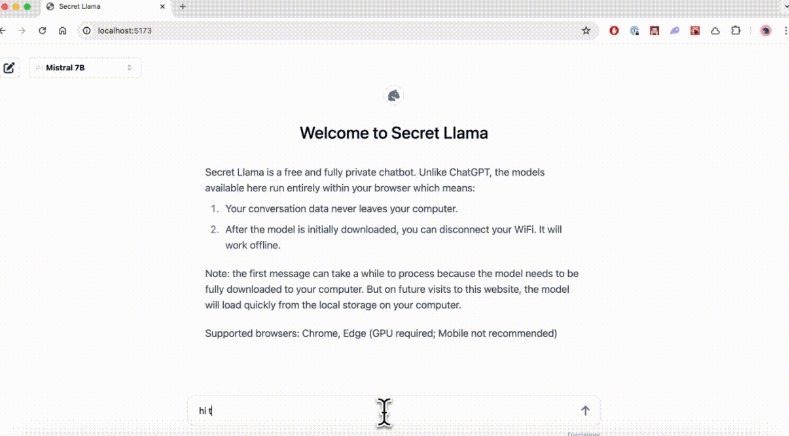 Secret Llama
localhost:5173
Mistral 7B
Welcome to Secret Llama
Secret Llama is a free and fully private chatbot. Unlike ChatGPT, the models
available here run entirely within your browser which means:
1. Your conversation data never leaves your computer.
2. After the model is initially downloaded, you can disconnect your WiFi. It will
work offline.
Note: the first message can take a while to process because the model needs to be
fully downloaded to your computer. But on future visits to this website, the model
will load quickly from the local storage on your computer.
Supported browsers: Chrome, Edge (GPU required; Mobile not recommended)
hi t